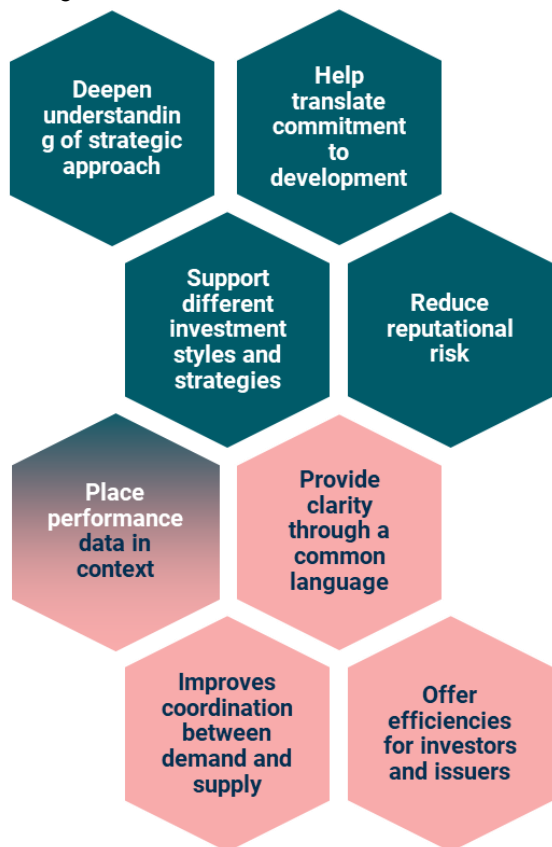 Deepen
understandin
g of strategic
approach
Help
translate
commitment
to
development
Support
different
investment
styles and
strategies
Reduce
reputational
risk
Place
performance
data in
context
Provide
clarity
through a
common
language
Improves
coordination
between
demand and
supply
Offer
efficiencies
for investors
and issuers